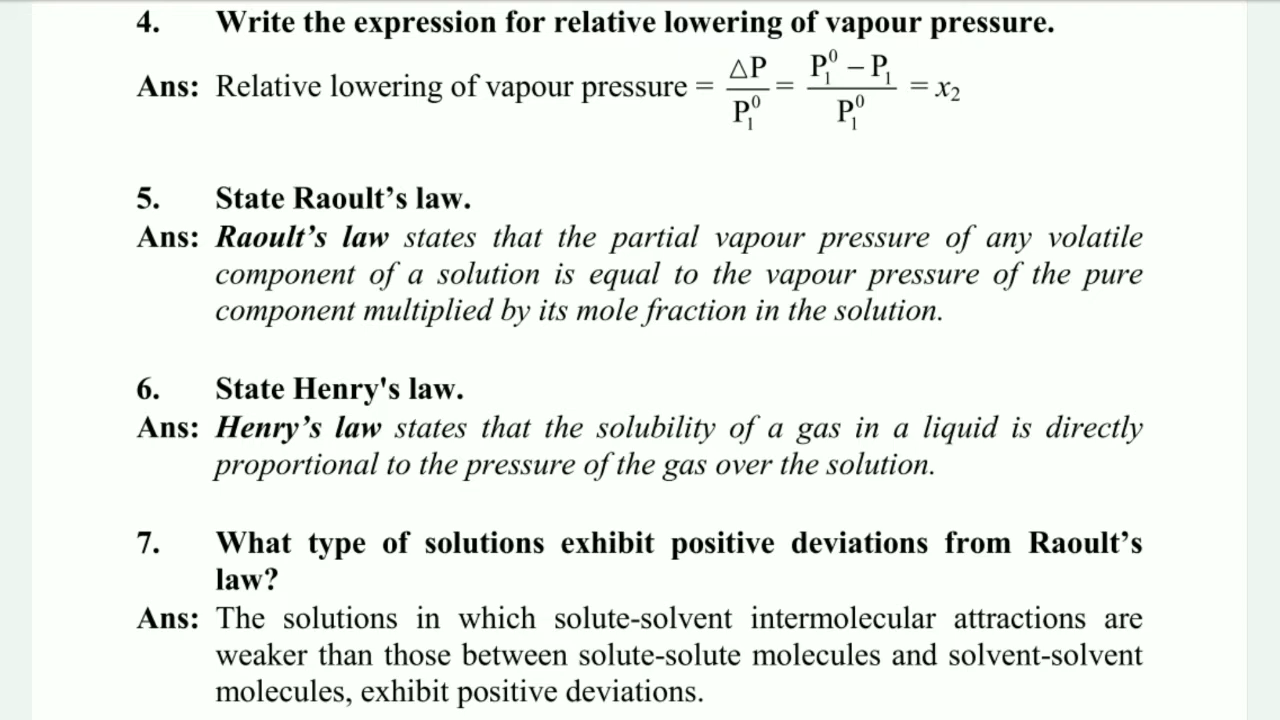 4. Write the expression for relative lowering of vapour pressure.
Ans: Relative lowering of vapour pressure = △P/P₁⁰ = (P₁⁰ – P₁)/P₁⁰ = x₂
5. State Raoult’s law.
Ans: Raoult’s law states that the partial vapour pressure of any volatile
component of a solution is equal to the vapour pressure of the pure
component multiplied by its mole fraction in the solution.
6. State Henry's law.
Ans: Henry’s law states that the solubility of a gas in a liquid is directly
proportional to the pressure of the gas over the solution.
7. What type of solutions exhibit positive deviations from Raoult’s
law?
Ans: The solutions in which solute-solvent intermolecular attractions are
weaker than those between solute-solute molecules and solvent-solvent
molecules, exhibit positive deviations.